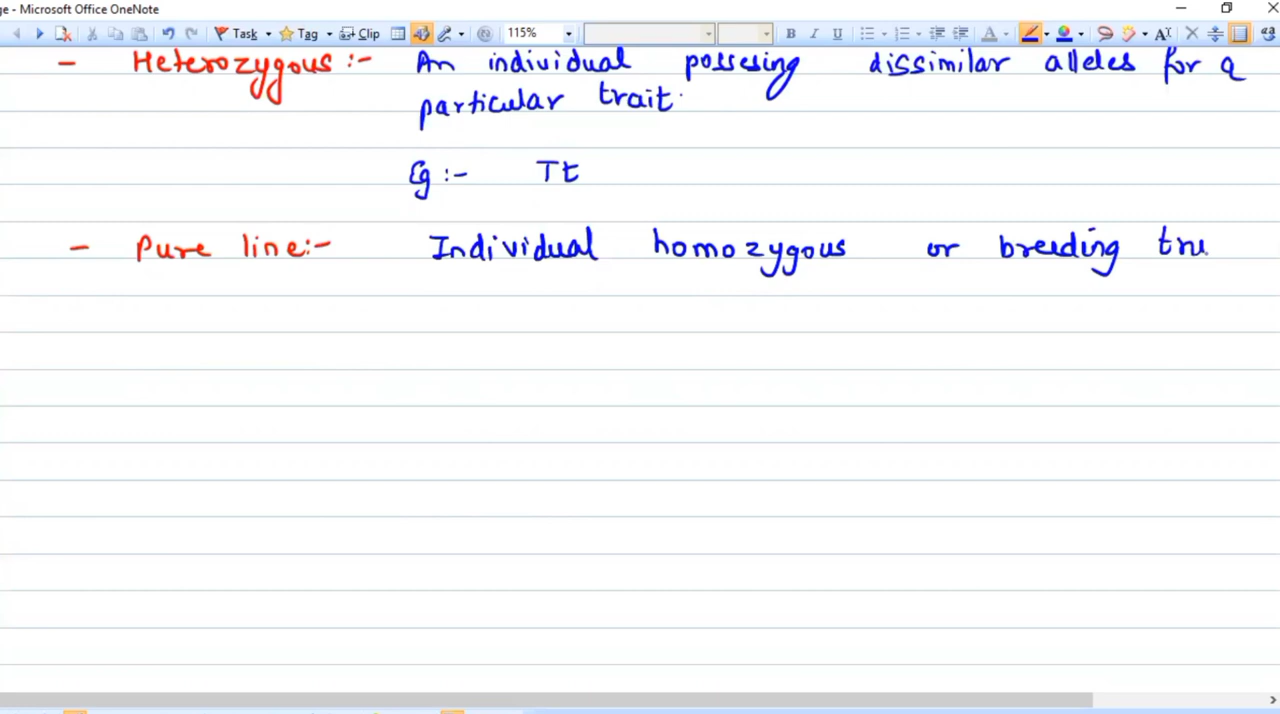 ge - Microsoft Office OneNote
Task Tag Clip 115% B I U A
- Heterozygous :- An individual possesing dissimilar alleles for a
particular trait.
Eg :- Tt
- Pure line:- Individual homozygous or breeding tru